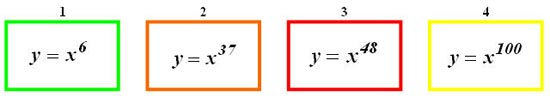 1 2 3 4
y = x⁶ y = x³⁷ y = x⁴⁸ y = x¹⁰⁰